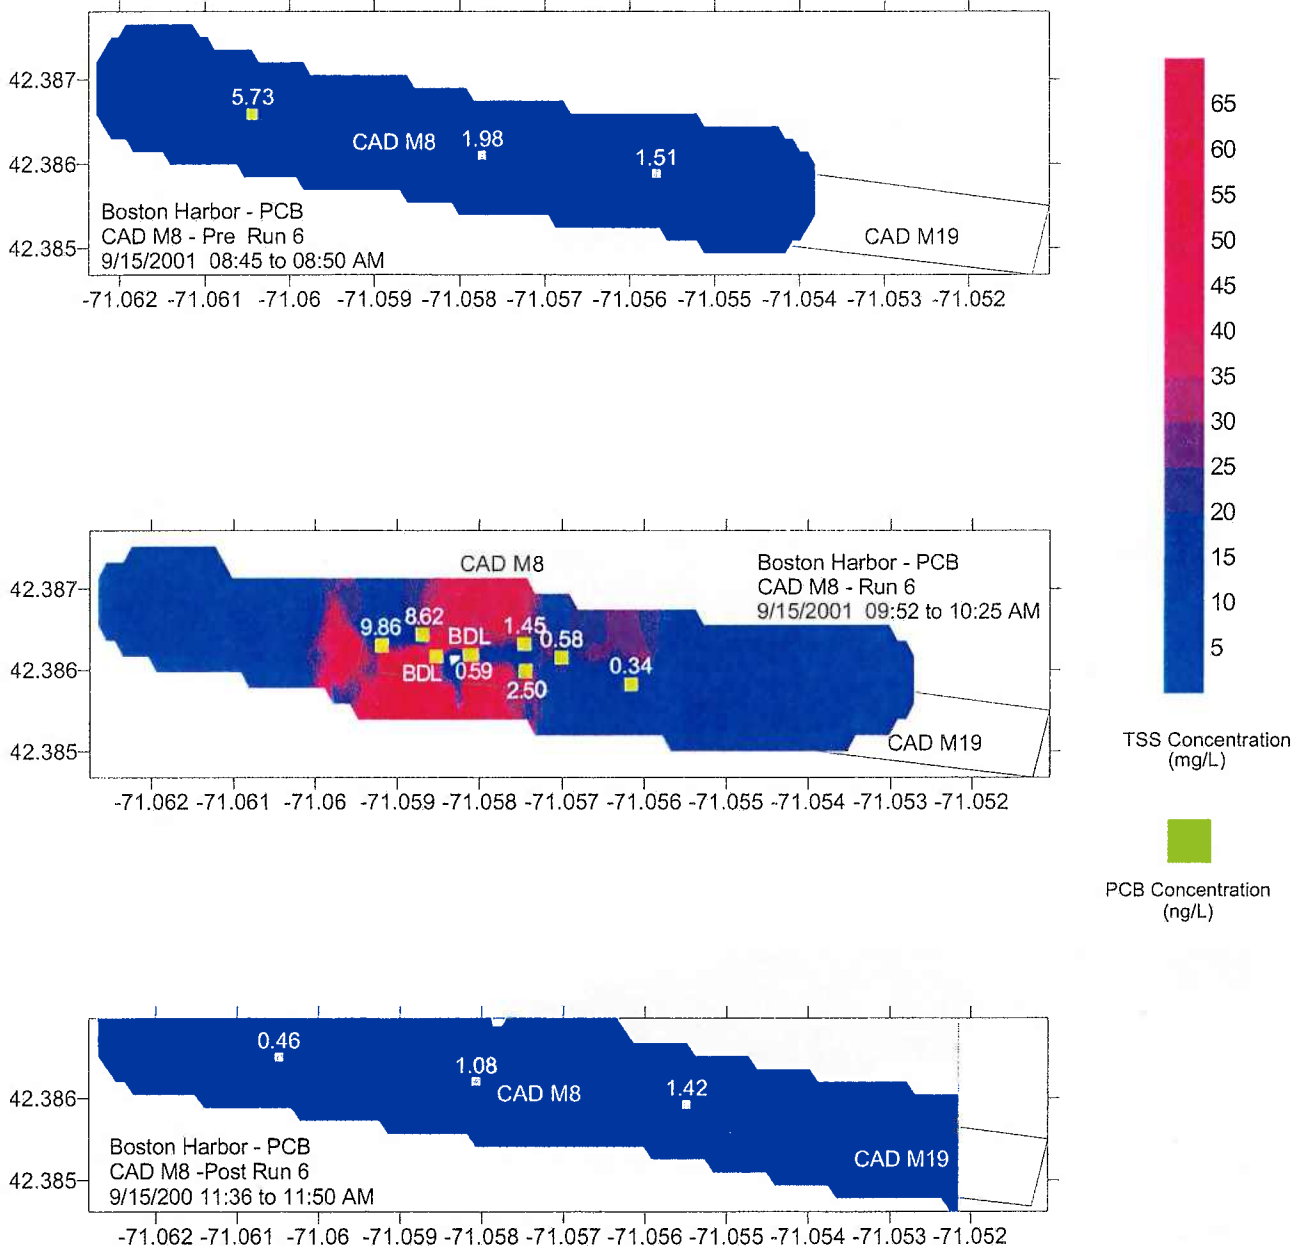 42.387
42.386
42.385
5.73
CAD M8
1.98
1.51
CAD M19
Boston Harbor - PCB
CAD M8 - Pre Run 6
9/15/2001 08:45 to 08:50 AM
-71.062 -71.061 -71.06 -71.059 -71.058 -71.057 -71.056 -71.055 -71.054 -71.053 -71.052
42.387
42.386
42.385
CAD M8
Boston Harbor - PCB
CAD M8 - Run 6
9/15/2001 09:52 to 10:25 AM
9.86
8.62
BDL
BDL
0.59
1.45
0.58
2.50
0.34
CAD M19
-71.062 -71.061 -71.06 -71.059 -71.058 -71.057 -71.056 -71.055 -71.054 -71.053 -71.052
42.386
42.385
0.46
1.08
CAD M8
1.42
CAD M19
Boston Harbor - PCB
CAD M8 -Post Run 6
9/15/200 11:36 to 11:50 AM
-71.062 -71.061 -71.06 -71.059 -71.058 -71.057 -71.056 -71.055 -71.054 -71.053 -71.052
65
60
55
50
45
40
35
30
25
20
15
10
5
TSS Concentration
(mg/L)
PCB Concentration
(ng/L)